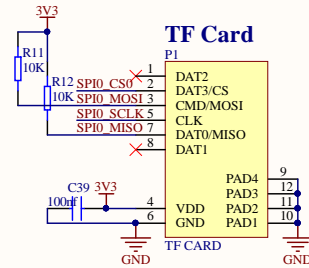 3V3
TF Card
R11
10K
P1
R12
10K
1 DAT2
SPI0_CS0 2 DAT3/CS
SPI0_MOSI 3 CMD/MOSI
SPI0_SCLK 5 CLK
SPI0_MISO 7 DAT0/MISO
8 DAT1
PAD4 9
PAD3 12
PAD2 11
PAD1 10
C39
100nf
3V3
4 VDD
6 GND
TF CARD
GND
GND